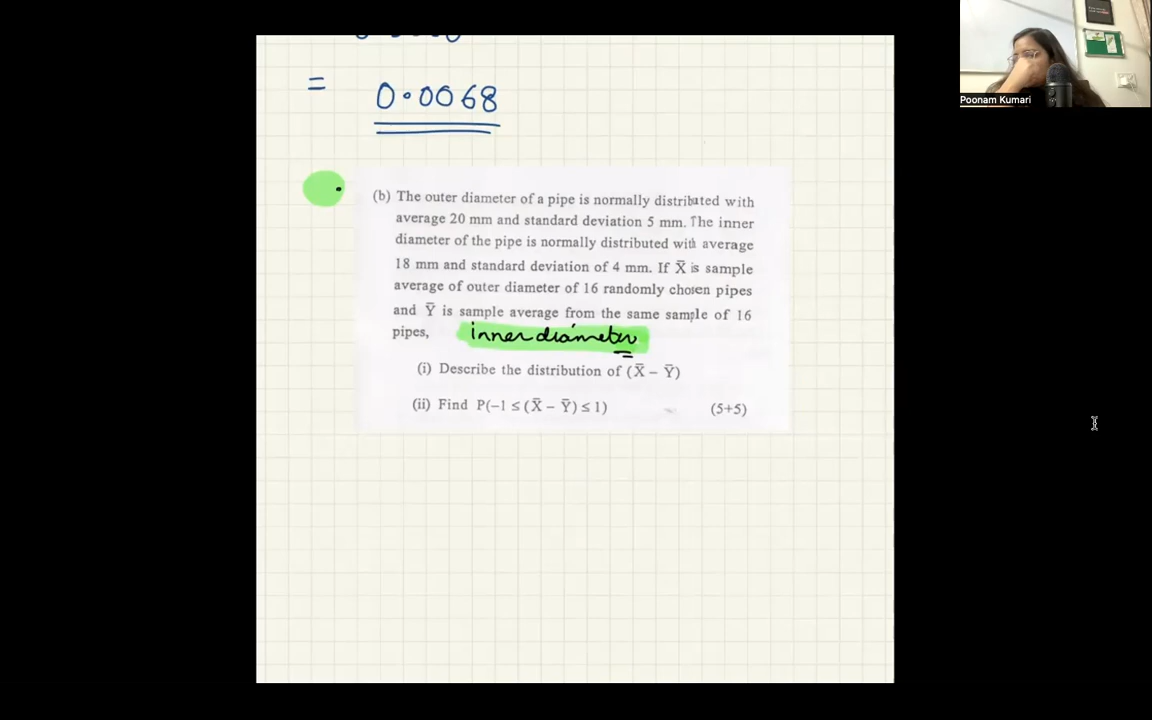 Poonam Kumari
= 0.0068
(b) The outer diameter of a pipe is normally distributed with
average 20 mm and standard deviation 5 mm. The inner
diameter of the pipe is normally distributed with average
18 mm and standard deviation of 4 mm. If X̄ is sample
average of outer diameter of 16 randomly chosen pipes
and Ȳ is sample average from the same sample of 16
pipes, inner diameter
(i) Describe the distribution of (X̄ – Ȳ)
(ii) Find P(–1 ≤ (X̄ – Ȳ) ≤ 1) (5+5)